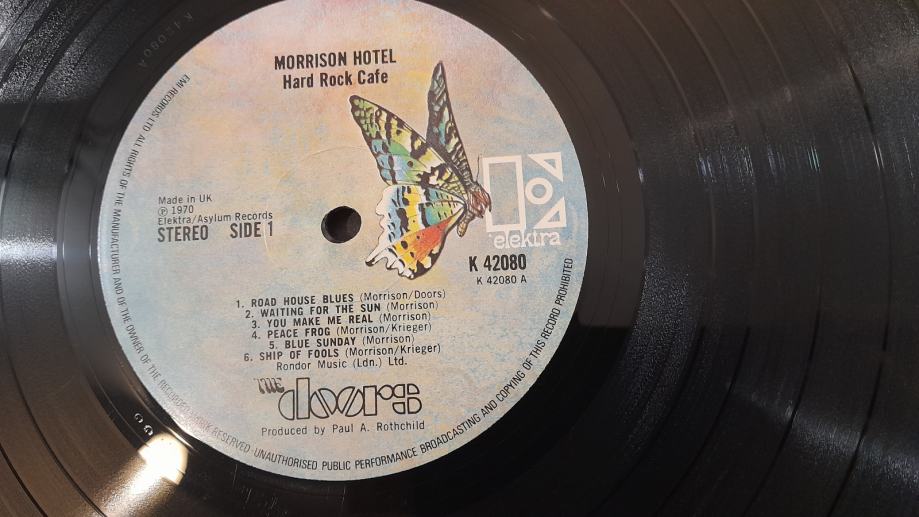 MORRISON HOTEL
Hard Rock Cafe
Made in UK
℗ 1970
Elektra/Asylum Records
STEREO SIDE 1
elektra
K 42080
K 42080 A
1. ROAD HOUSE BLUES (Morrison/Doors)
2. WAITING FOR THE SUN (Morrison)
3. YOU MAKE ME REAL (Morrison)
4. PEACE FROG (Morrison/Krieger)
5. BLUE SUNDAY (Morrison)
6. SHIP OF FOOLS (Morrison/Krieger)
Rondor Music (Ldn.) Ltd.
THE doors
Produced by Paul A. Rothchild
EMI RECORDS LTD ALL RIGHTS OF THE MANUFACTURER AND OF THE OWNER OF THE RECORDED WORK RESERVED · UNAUTHORISED PUBLIC PERFORMANCE BROADCASTING AND COPYING OF THIS RECORD PROHIBITED
K 42080 A